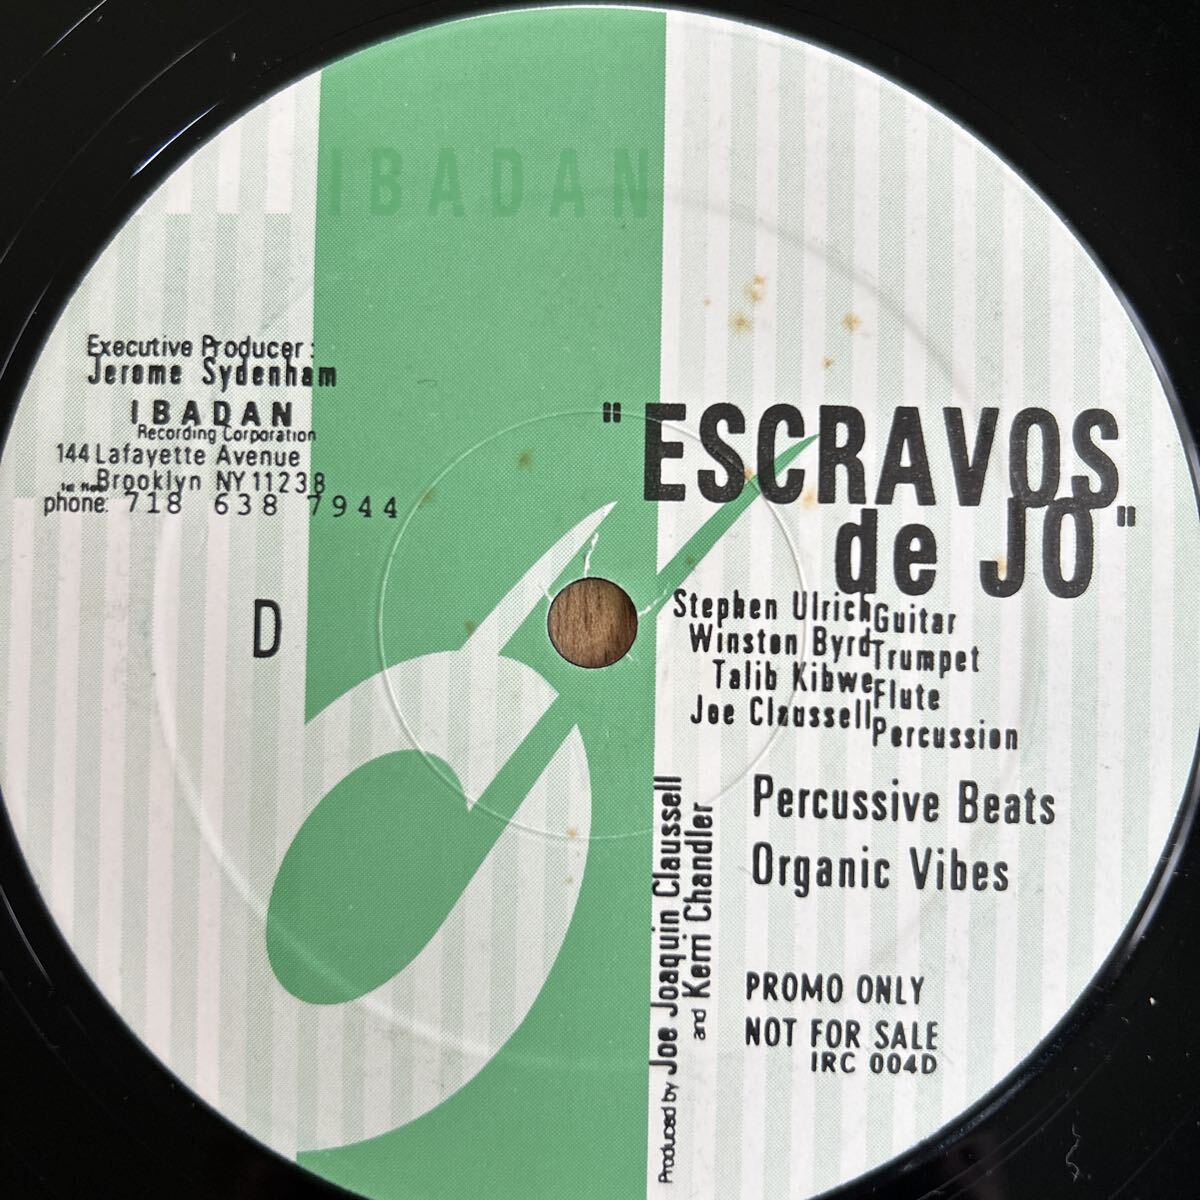 IBADAN
Executive Producer:
Jerome Sydenham
IBADAN
Recording Corporation
144 Lafayette Avenue
Brooklyn NY 11238
phone: 718 638 7944
D
"ESCRAVOS
de JO"
Stephen Ulrich Guitar
Winston Byrd Trumpet
Talib Kibwe Flute
Joe Claussell Percussion
Percussive Beats
Organic Vibes
Produced by Joe Joaquin Claussell
and Kerri Chandler
PROMO ONLY
NOT FOR SALE
IRC 004D